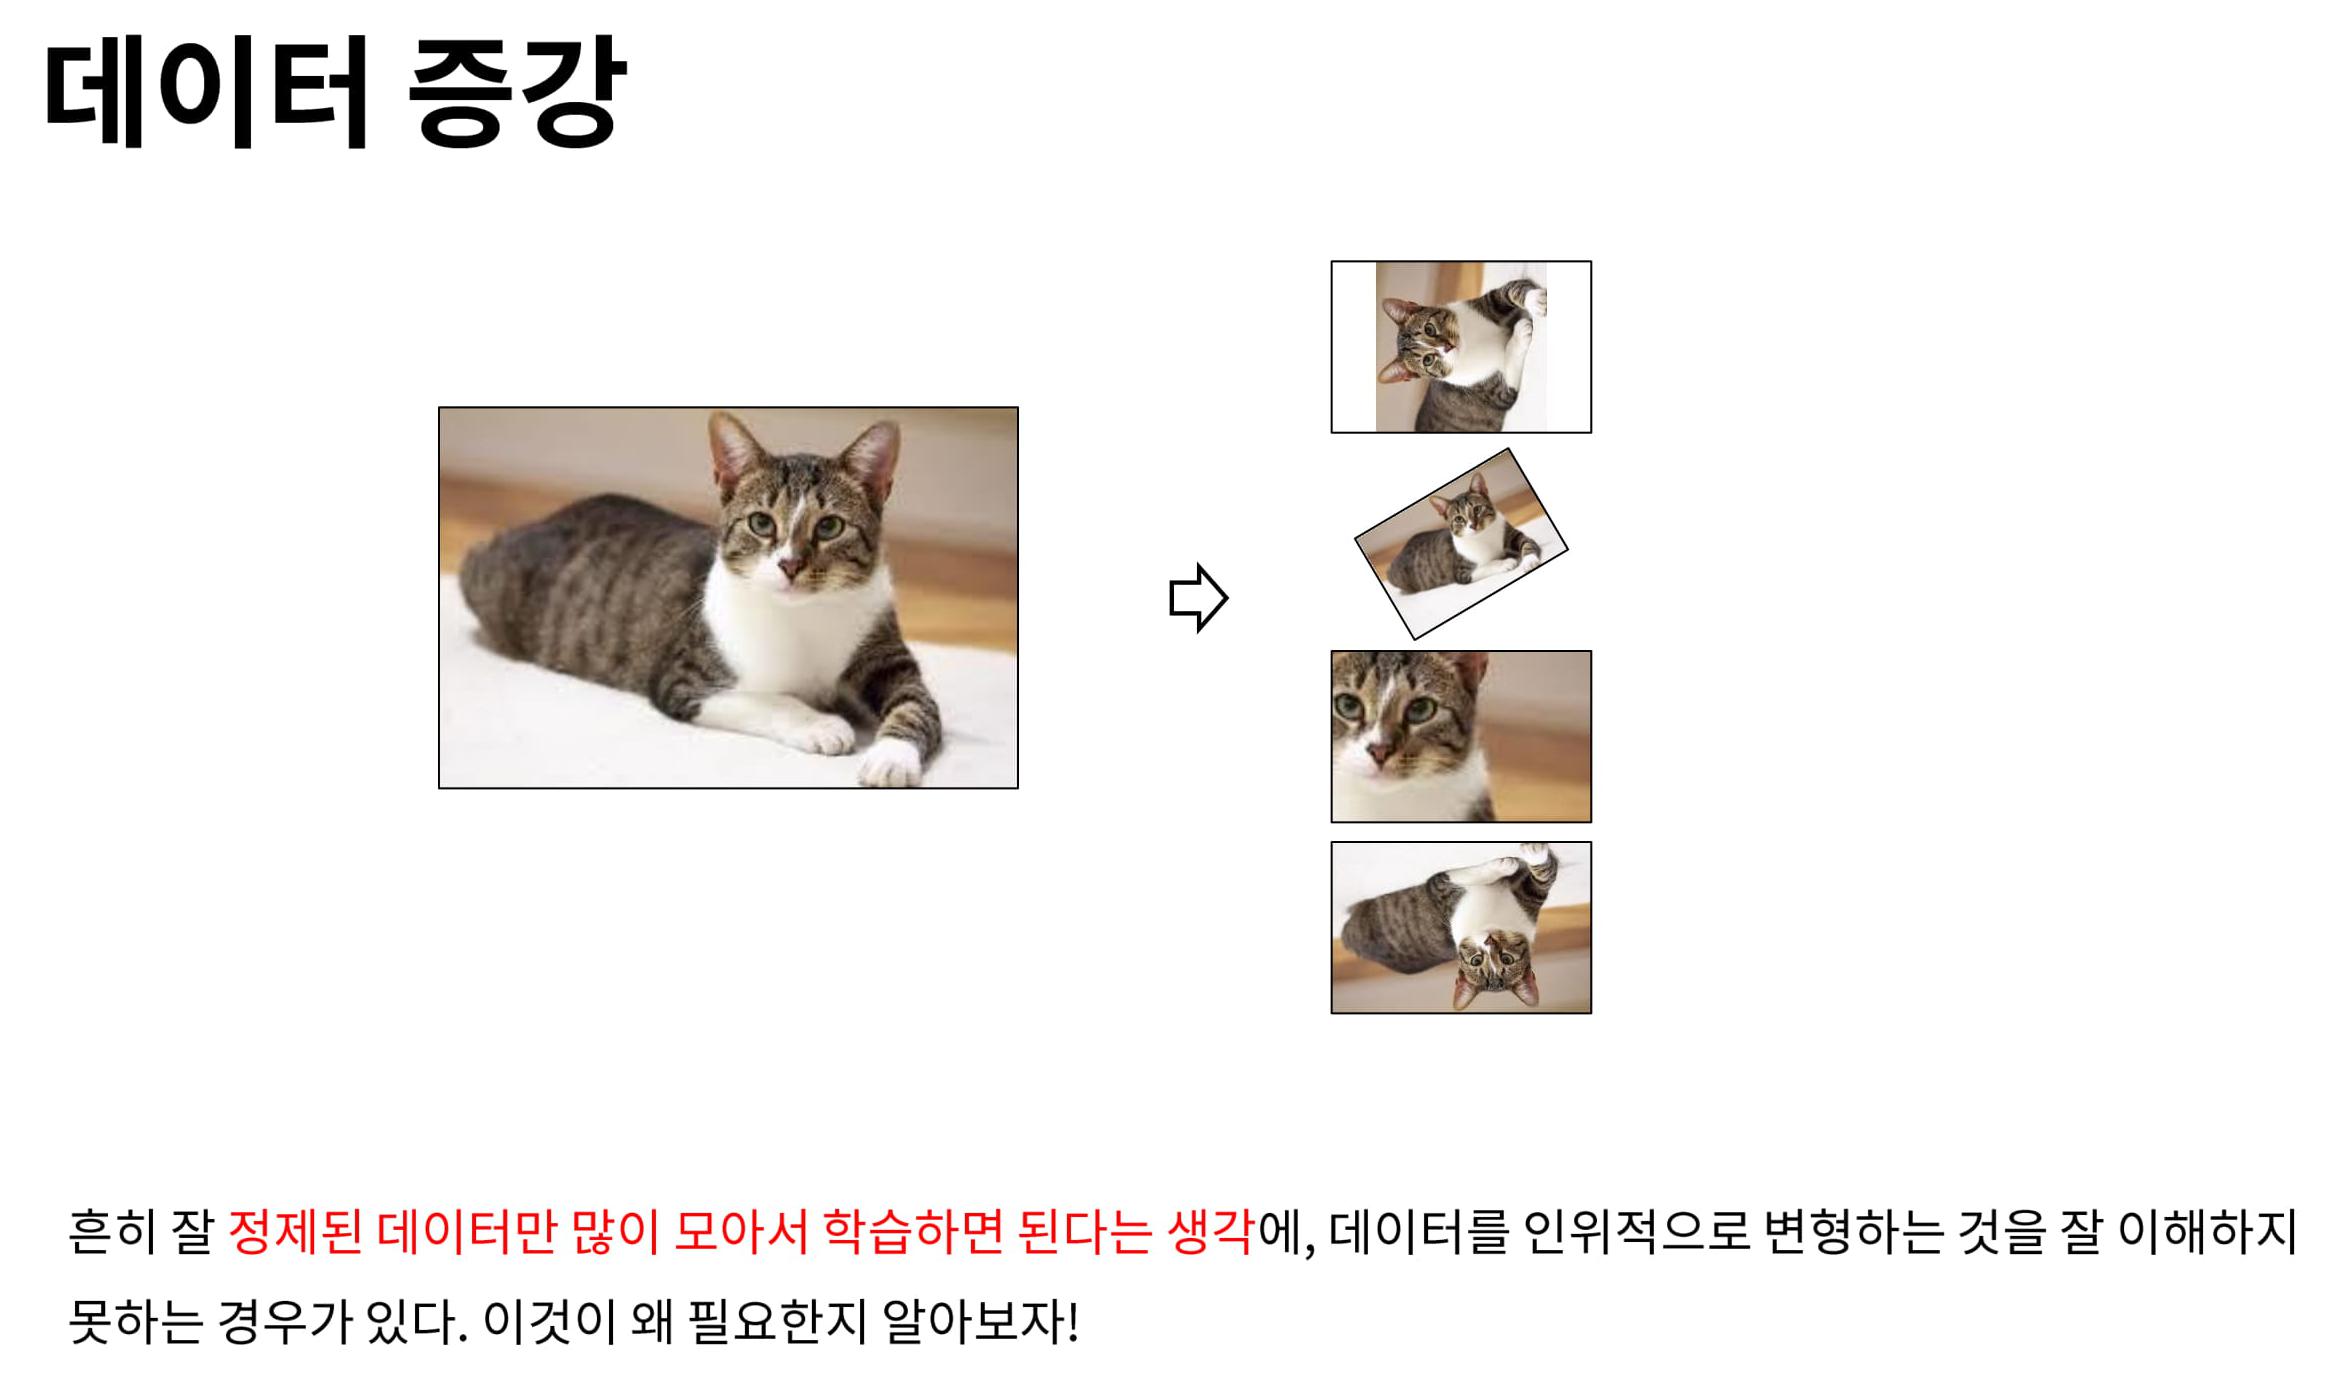 데이터 증강
흔히 잘 정제된 데이터만 많이 모아서 학습하면 된다는 생각에, 데이터를 인위적으로 변형하는 것을 잘 이해하지
못하는 경우가 있다. 이것이 왜 필요한지 알아보자!